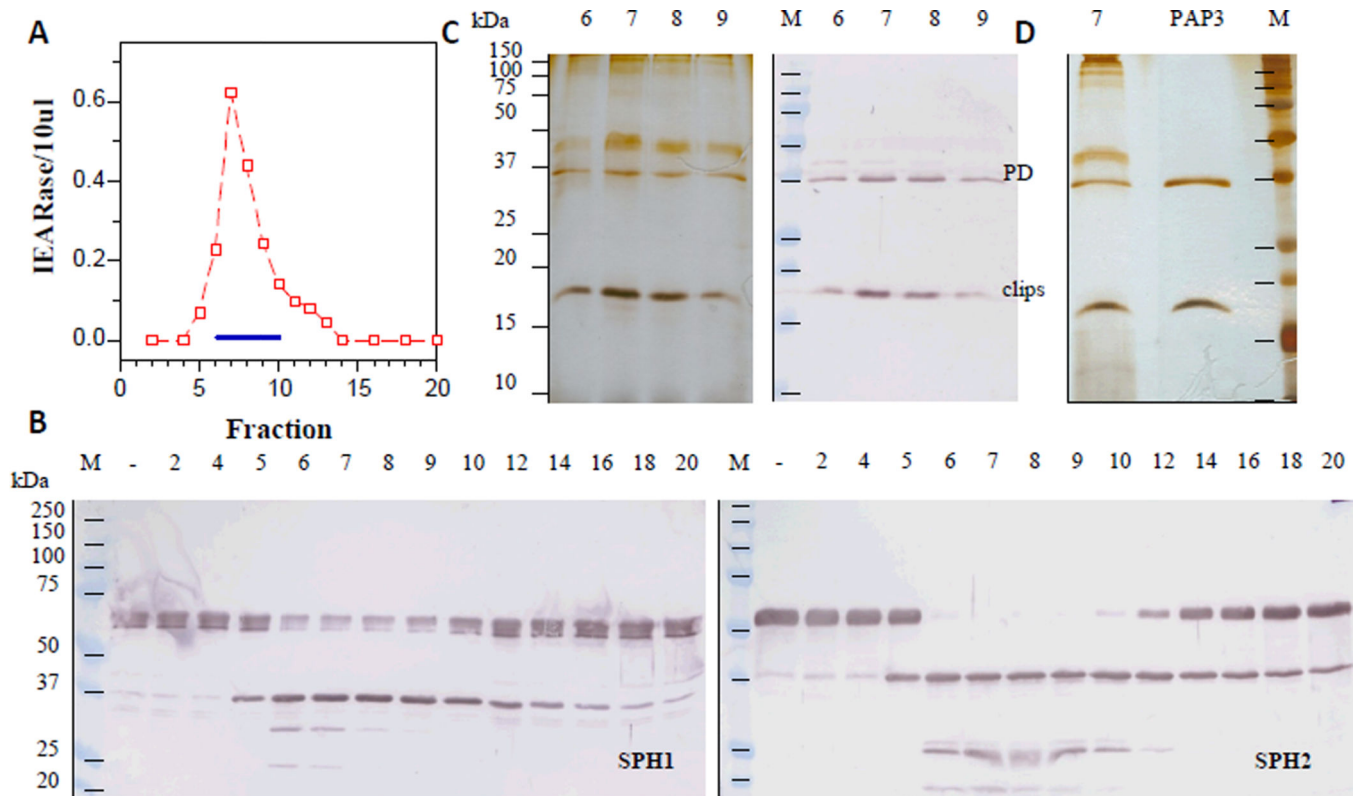 A
IEARase/10ul
0.6
0.4
0.2
0.0
0 5 10 15 20
Fraction
C
kDa 6 7 8 9 M 6 7 8 9
150
100
75
50
37
25
20
15
10
PD
clips
D
7 PAP3 M
B
M - 2 4 5 6 7 8 9 10 12 14 16 18 20
kDa
250
150
100
75
50
37
25
20
SPH1
M - 2 4 5 6 7 8 9 10 12 14 16 18 20
SPH2